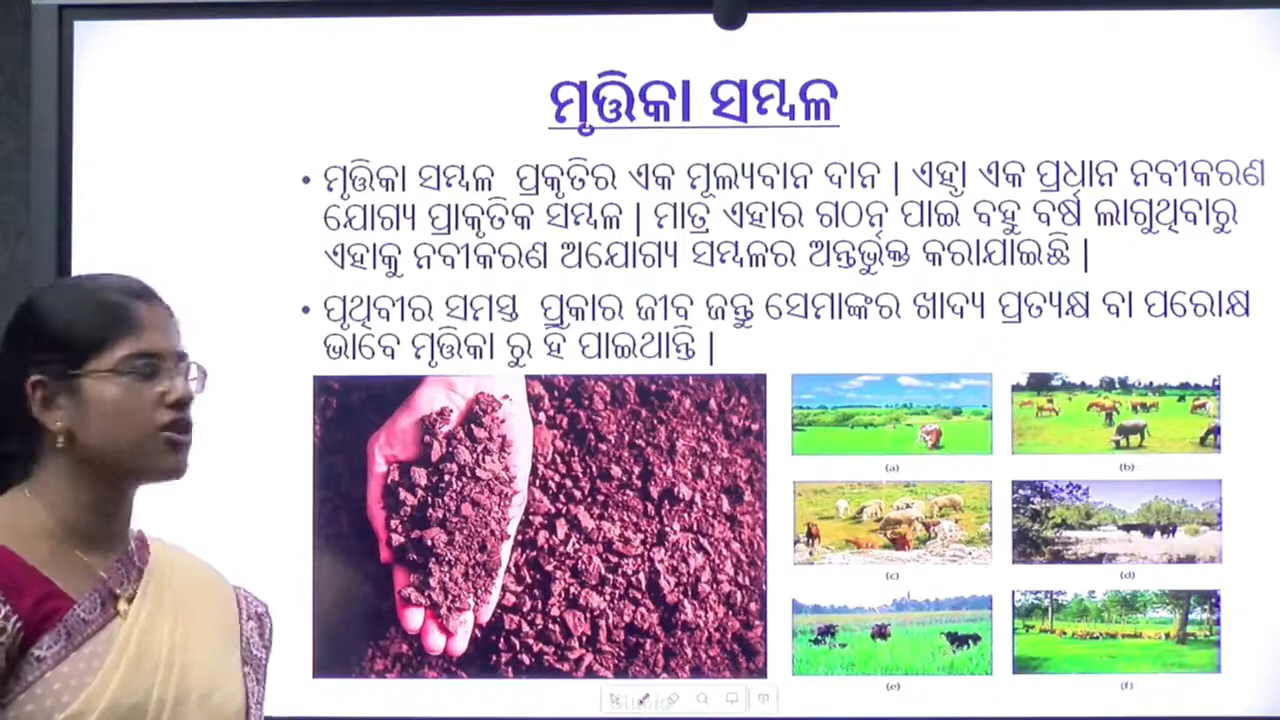 ମୃତ୍ତିକା ସମ୍ବଳ
• ମୃତ୍ତିକା ସମ୍ବଳ ପ୍ରକୃତିର ଏକ ମୂଲ୍ୟବାନ ଦାନ | ଏହା ଏକ ପ୍ରଧାନ ନବୀକରଣ
ଯୋଗ୍ୟ ପ୍ରାକୃତିକ ସମ୍ବଳ | ମାତ୍ର ଏହାର ଗଠନ ପାଇଁ ବହୁ ବର୍ଷ ଲାଗୁଥିବାରୁ
ଏହାକୁ ନବୀକରଣ ଅଯୋଗ୍ୟ ସମ୍ବଳର ଅନ୍ତର୍ଭୁକ୍ତ କରାଯାଇଛି |
• ପୃଥିବୀର ସମସ୍ତ ପ୍ରକାର ଜୀବ ଜନ୍ତୁ ସେମାଙ୍କର ଖାଦ୍ୟ ପ୍ରତ୍ୟକ୍ଷ ବା ପରୋକ୍ଷ
ଭାବେ ମୃତ୍ତିକା ରୁ ହିଁ ପାଇଥାନ୍ତି |
(a)
(b)
(c)
(d)
(e)
(f)